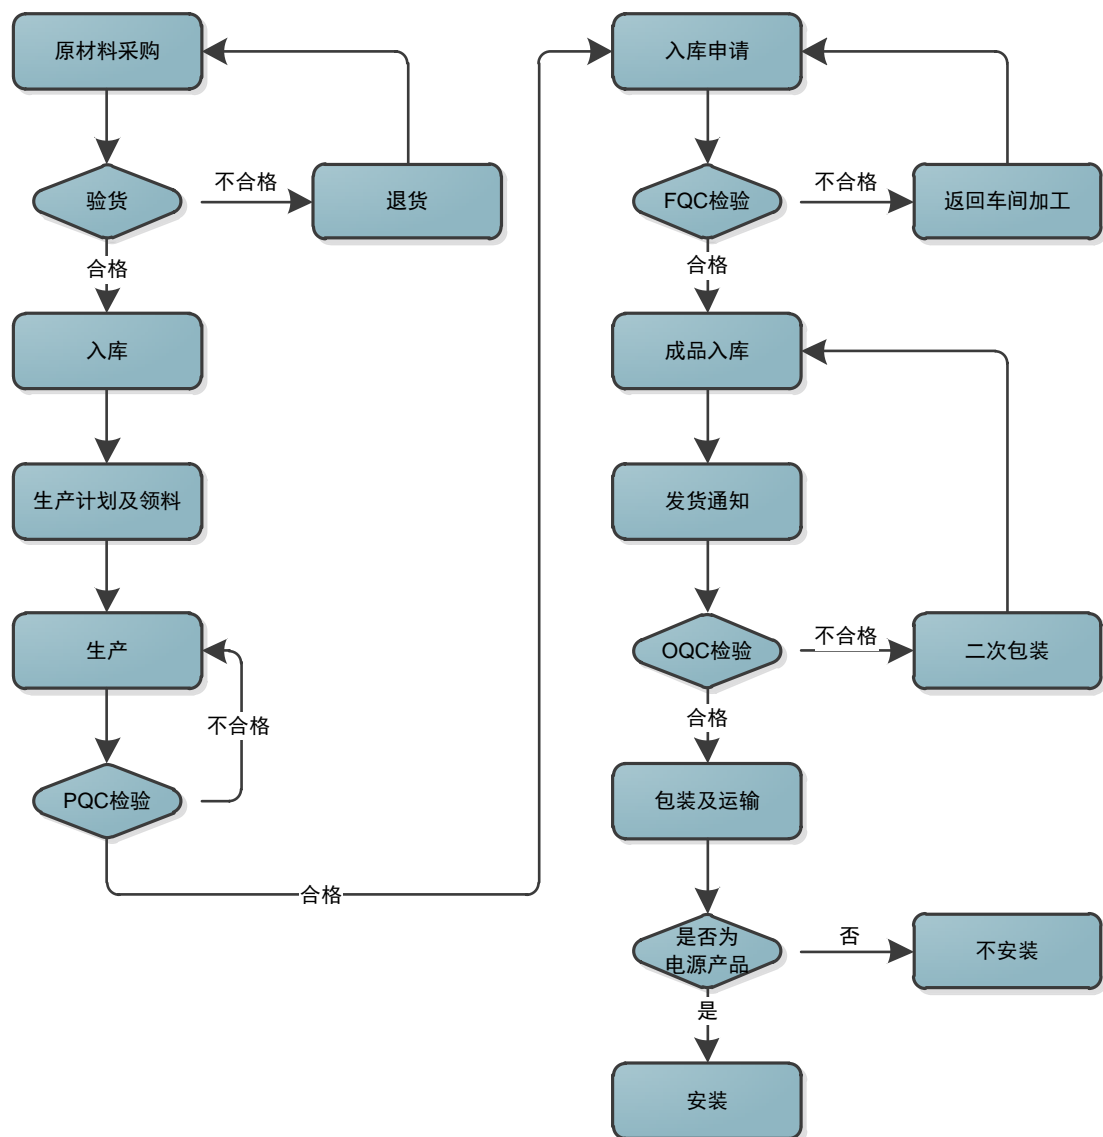 原材料采购
验货
不合格
退货
合格
入库
生产计划及领料
生产
不合格
PQC检验
合格
入库申请
FQC检验
不合格
返回车间加工
合格
成品入库
发货通知
OQC检验
不合格
二次包装
合格
包装及运输
是否为
电源产品
否
不安装
是
安装